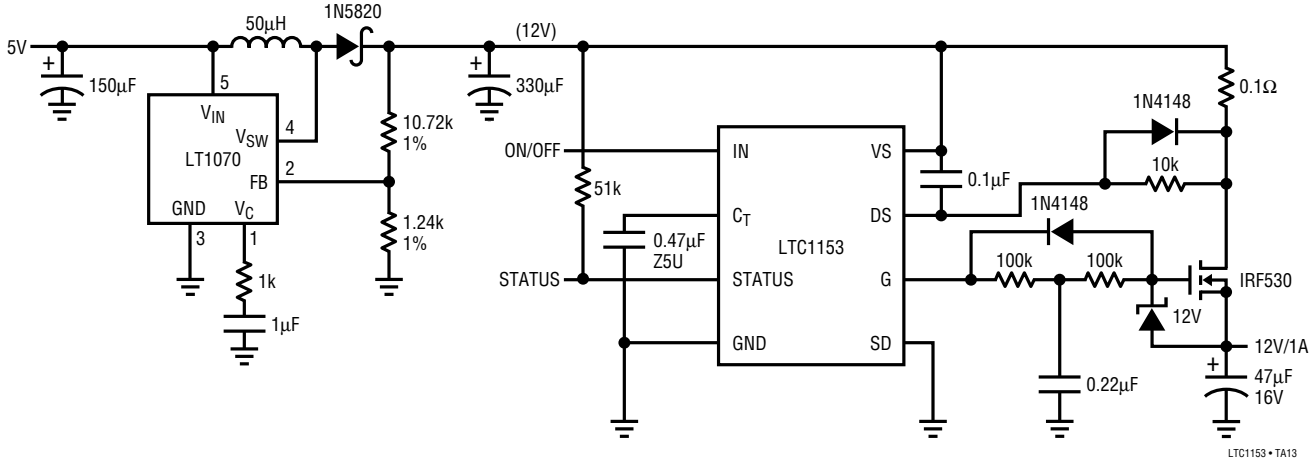 5V
+
150µF
50µH
1N5820
(12V)
+
330µF
5
V_IN
V_SW
4
LT1070
FB
2
GND
V_C
3
1
1k
1µF
10.72k
1%
1.24k
1%
ON/OFF
51k
0.47µF
Z5U
STATUS
IN
VS
C_T
DS
LTC1153
STATUS
G
GND
SD
0.1µF
0.1Ω
1N4148
10k
1N4148
100k
100k
IRF530
12V
12V/1A
0.22µF
+
47µF
16V
LTC1153 • TA13